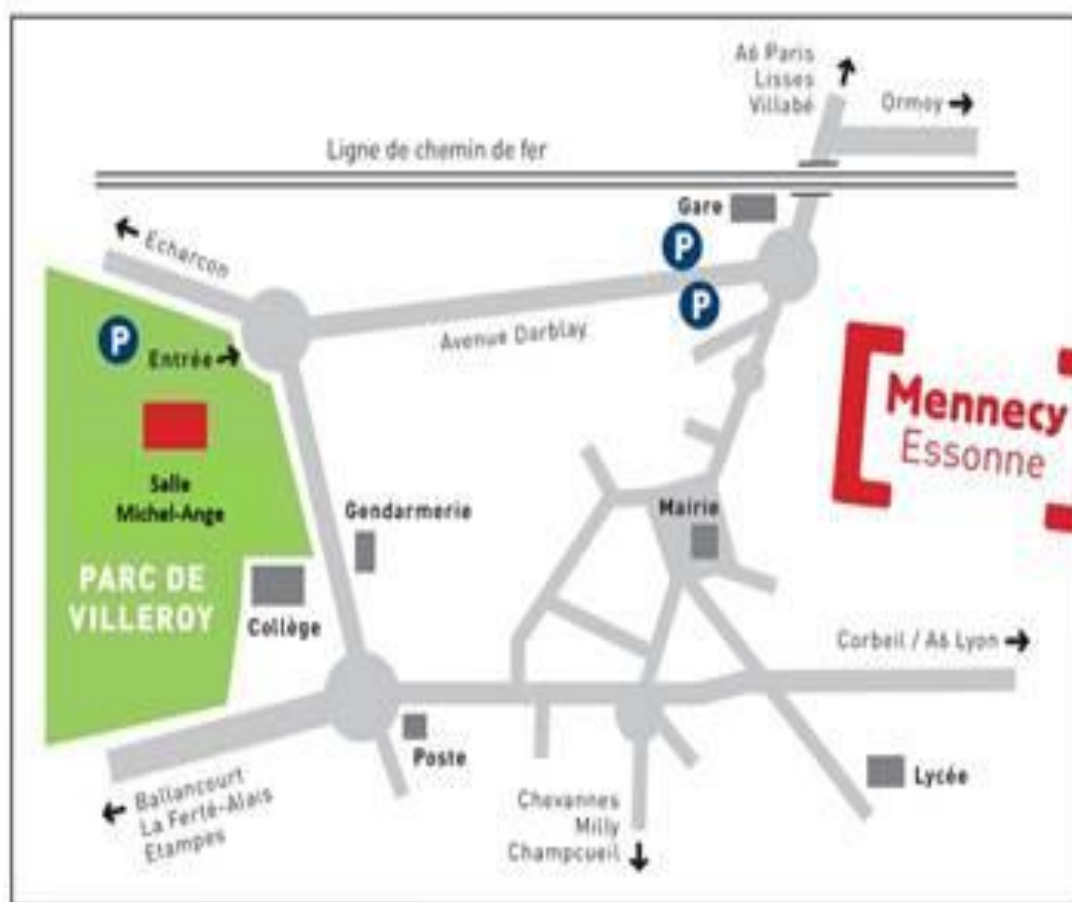 A6 Paris
Lisses
Villabé
Ormoy
Ligne de chemin de fer
Gare
P
P
Echarcon
Avenue Darblay
P
Entrée
Salle
Michel-Ange
PARC DE
VILLEROY
Gendarmerie
Collège
Mairie
Mennecy
Essonne
Corbeil / A6 Lyon
Poste
Lycée
Ballancourt
La Ferté-Alais
Etampes
Chevannes
Milly
Champcueil